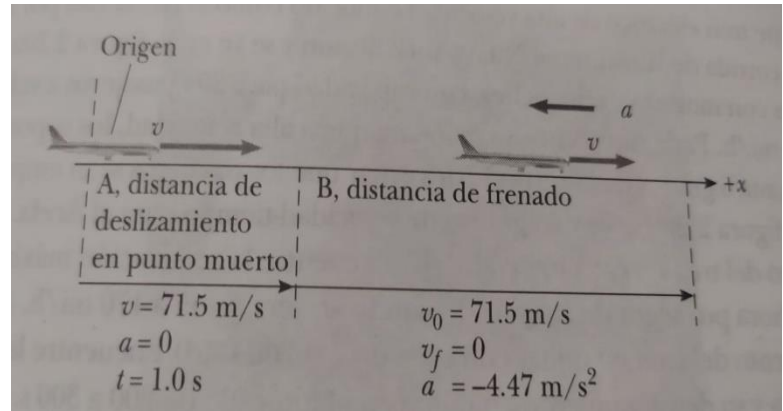 Origen
a
v
v
+x
A, distancia de
deslizamiento
en punto muerto
B, distancia de frenado
v = 71.5 m/s
a = 0
t = 1.0 s
v₀ = 71.5 m/s
v_f = 0
a = –4.47 m/s²